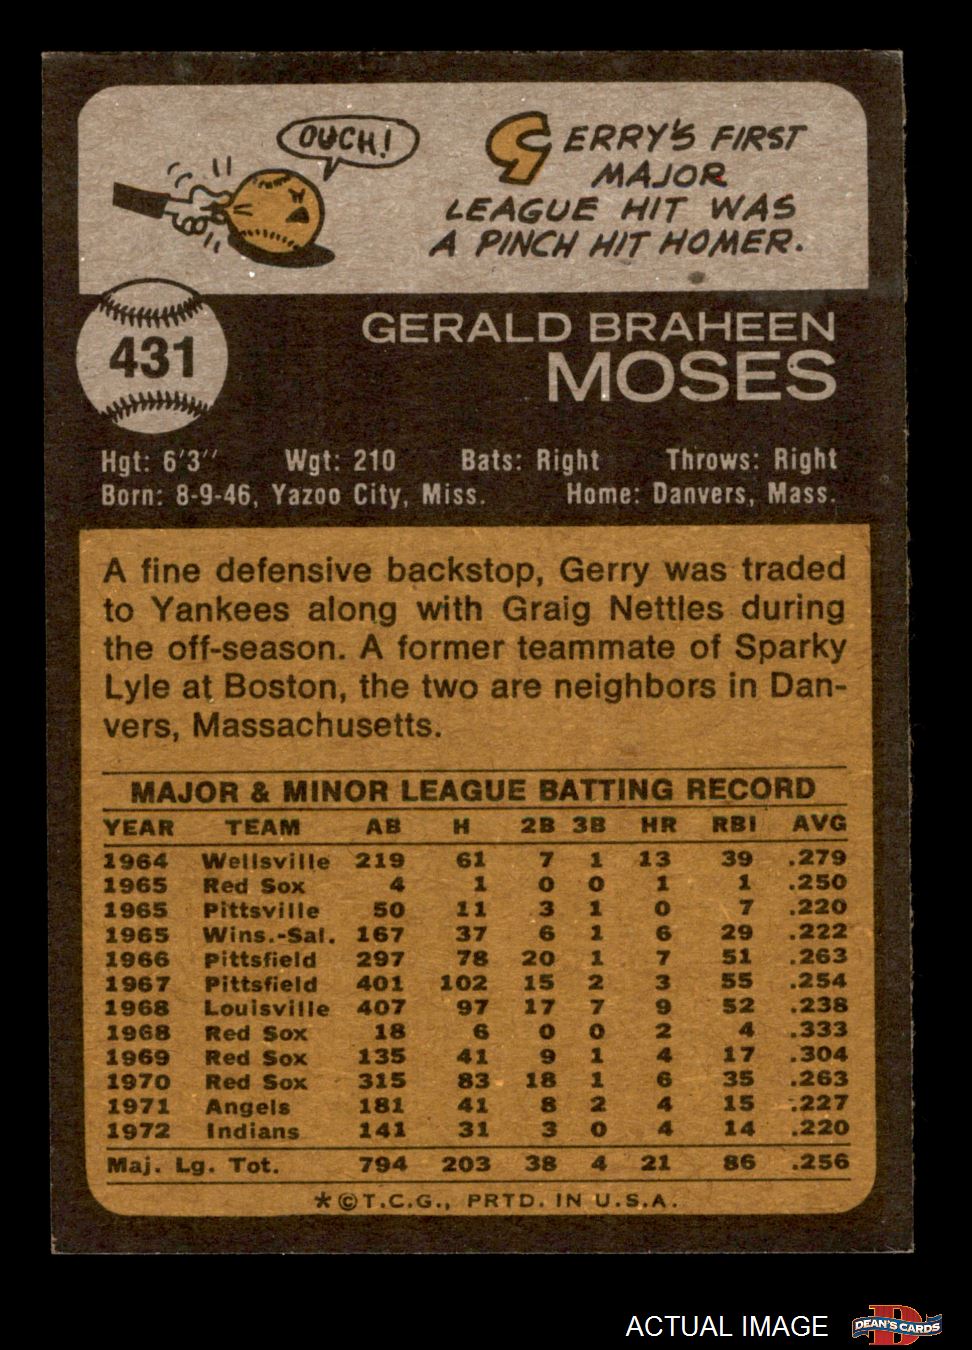 OUCH!
GERRY'S FIRST
MAJOR
LEAGUE HIT WAS
A PINCH HIT HOMER.
431
GERALD BRAHEEN
MOSES
Hgt: 6'3" Wgt: 210 Bats: Right Throws: Right
Born: 8-9-46, Yazoo City, Miss. Home: Danvers, Mass.
A fine defensive backstop, Gerry was traded
to Yankees along with Graig Nettles during
the off-season. A former teammate of Sparky
Lyle at Boston, the two are neighbors in Dan-
vers, Massachusetts.
MAJOR & MINOR LEAGUE BATTING RECORD
YEAR TEAM AB H 2B 3B HR RBI AVG
1964 Wellsville 219 61 7 1 13 39 .279
1965 Red Sox 4 1 0 0 1 1 .250
1965 Pittsville 50 11 3 1 0 7 .220
1965 Wins.-Sal. 167 37 6 1 6 29 .222
1966 Pittsfield 297 78 20 1 7 51 .263
1967 Pittsfield 401 102 15 2 3 55 .254
1968 Louisville 407 97 17 7 9 52 .238
1968 Red Sox 18 6 0 0 2 4 .333
1969 Red Sox 135 41 9 1 4 17 .304
1970 Red Sox 315 83 18 1 6 35 .263
1971 Angels 181 41 8 2 4 15 .227
1972 Indians 141 31 3 0 4 14 .220
Maj. Lg. Tot. 794 203 38 4 21 86 .256
*©T.C.G., PRTD. IN U.S.A.
ACTUAL IMAGE
D
DEAN'S CARDS